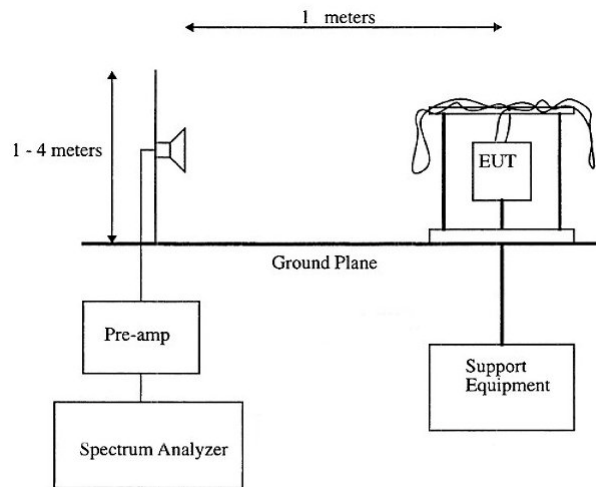 1 meters
1 - 4 meters
EUT
Ground Plane
Pre-amp
Support
Equipment
Spectrum Analyzer